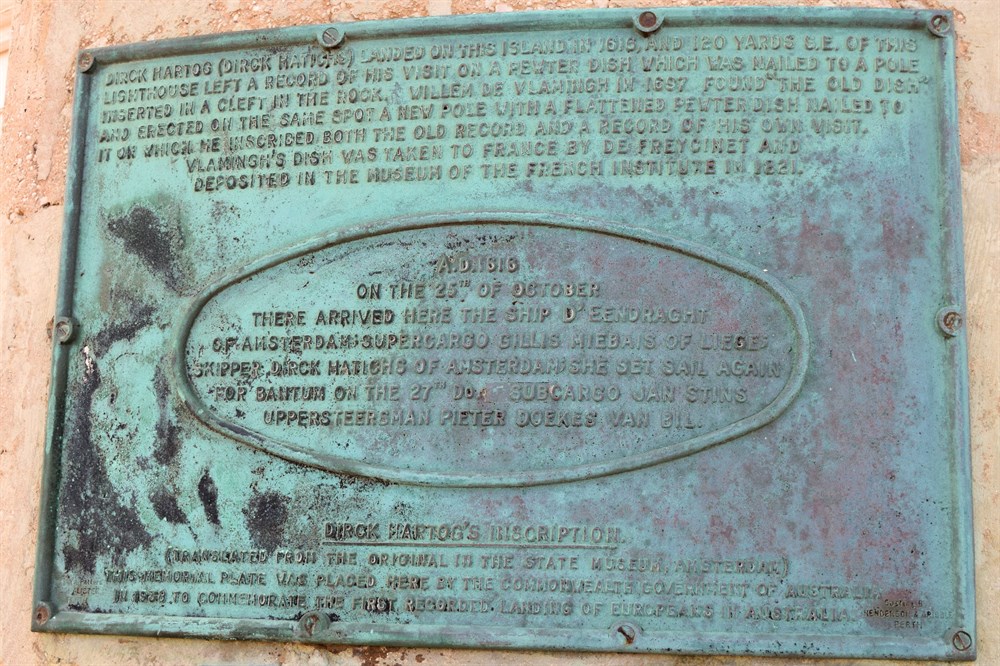 DIRCK HARTOG (DIRCK HATICHS) LANDED ON THIS ISLAND IN 1616, AND 120 YARDS S.E. OF THIS
LIGHTHOUSE LEFT A RECORD OF HIS VISIT ON A PEWTER DISH, WHICH WAS NAILED TO A POLE
INSERTED IN A CLEFT IN THE ROCK. WILLEM DE VLAMINGH IN 1697 FOUND "THE OLD DISH"
AND ERECTED ON THE SAME SPOT A NEW POLE WITH A FLATTENED PEWTER DISH NAILED TO
IT ON WHICH HE INSCRIBED BOTH THE OLD RECORD AND A RECORD OF HIS OWN VISIT.
VLAMINGH'S DISH WAS TAKEN TO FRANCE BY DE FREYCINET AND
DEPOSITED IN THE MUSEUM OF THE FRENCH INSTITUTE IN 1821.
A.D. 1616
ON THE 25TH OF OCTOBER
THERE ARRIVED HERE THE SHIP D' EENDRAGHT
OF AMSTERDAM: SUPERCARGO GILLIS MIEBAIS OF LIEGE:
SKIPPER, DIRCK HATICHS OF AMSTERDAM: SHE SET SAIL AGAIN
FOR BANTUM ON THE 27TH DO. SUBCARGO JAN STINS
UPPERSTEERSMAN PIETER DOEKES VAN BIL.
DIRCK HARTOG'S INSCRIPTION.
(TRANSLATED FROM THE ORIGINAL IN THE STATE MUSEUM, AMSTERDAM.)
THIS MEMORIAL PLATE WAS PLACED HERE BY THE COMMONWEALTH GOVERNMENT OF AUSTRALIA,
IN 1938 TO COMMEMORATE THE FIRST RECORDED LANDING OF EUROPEANS IN AUSTRALIA.
PERTH